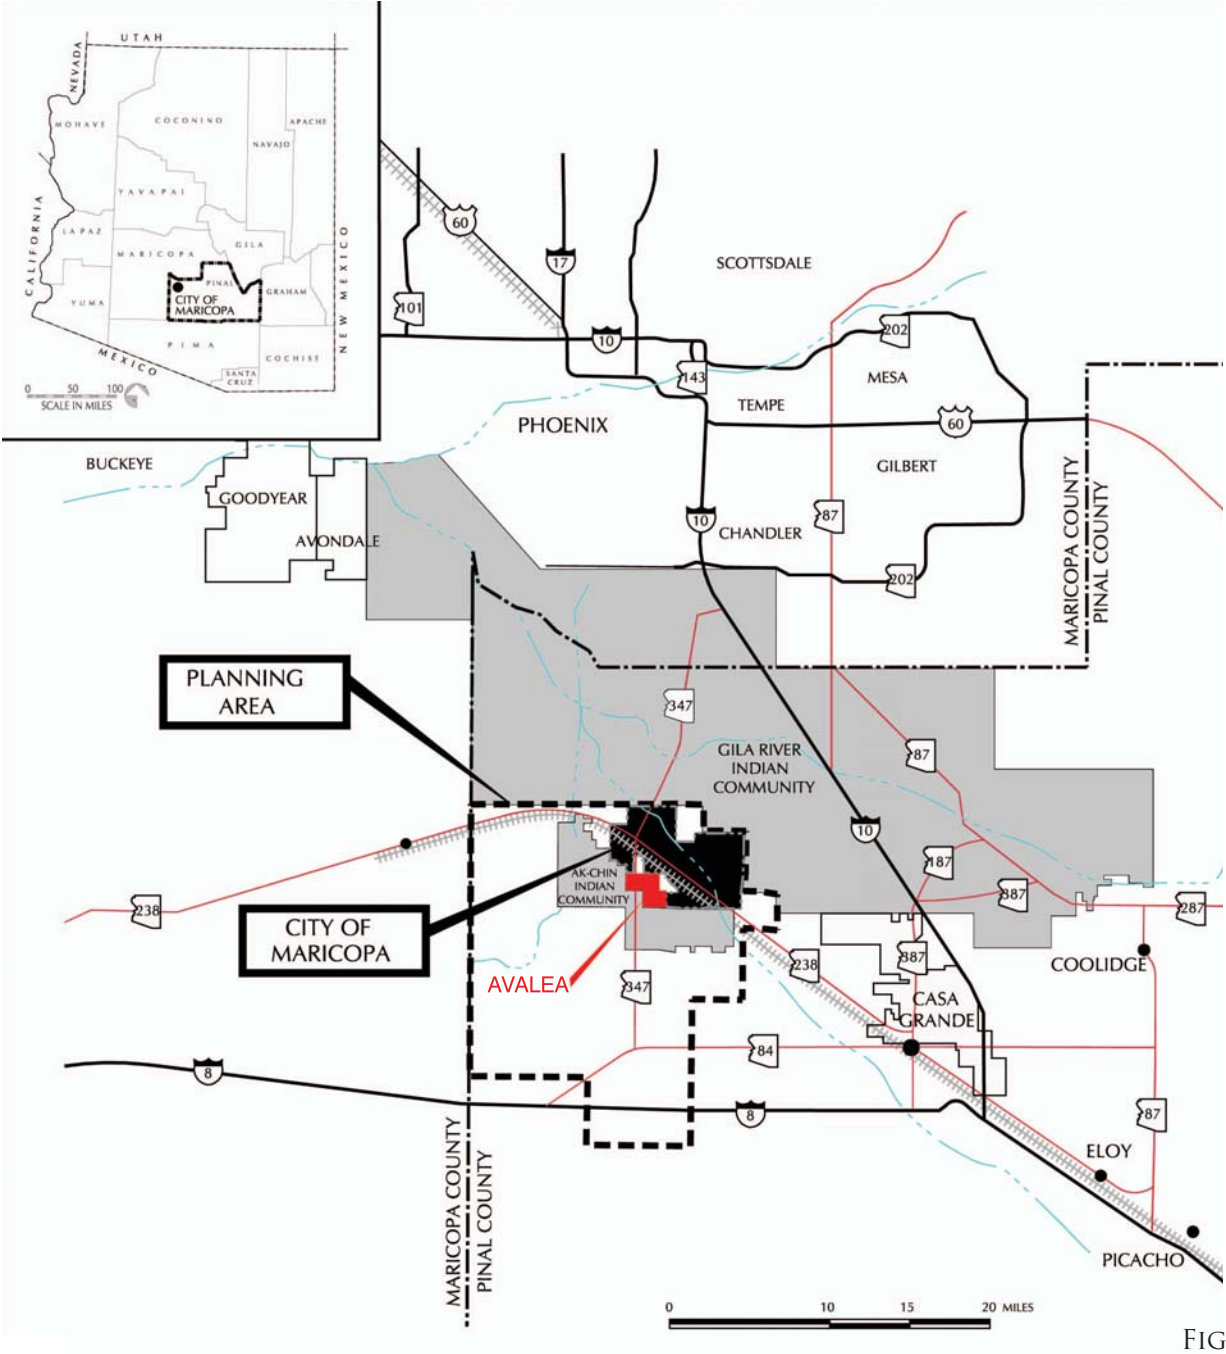 UTAH
NEVADA
MOHAVE
COCONINO
APACHE
NAVAJO
YAVAPAI
CALIFORNIA
LA PAZ
MARICOPA
GILA
PINAL
GRAHAM
YUMA
CITY OF
MARICOPA
NEW MEXICO
PIMA
MEXICO
COCHISE
SANTA
CRUZ
0 50 100
SCALE IN MILES
60
17
101
10
SCOTTSDALE
202
143
MESA
TEMPE
60
PHOENIX
GILBERT
BUCKEYE
GOODYEAR
AVONDALE
87
10
CHANDLER
202
MARICOPA COUNTY
PINAL COUNTY
PLANNING
AREA
347
GILA RIVER
INDIAN
COMMUNITY
87
10
187
AK-CHIN
INDIAN
COMMUNITY
387
287
238
CITY OF
MARICOPA
AVALEA
347
238
387
COOLIDGE
CASA
GRANDE
84
8
8
87
ELOY
MARICOPA COUNTY
PINAL COUNTY
PICACHO
0 10 15 20 MILES
FIG